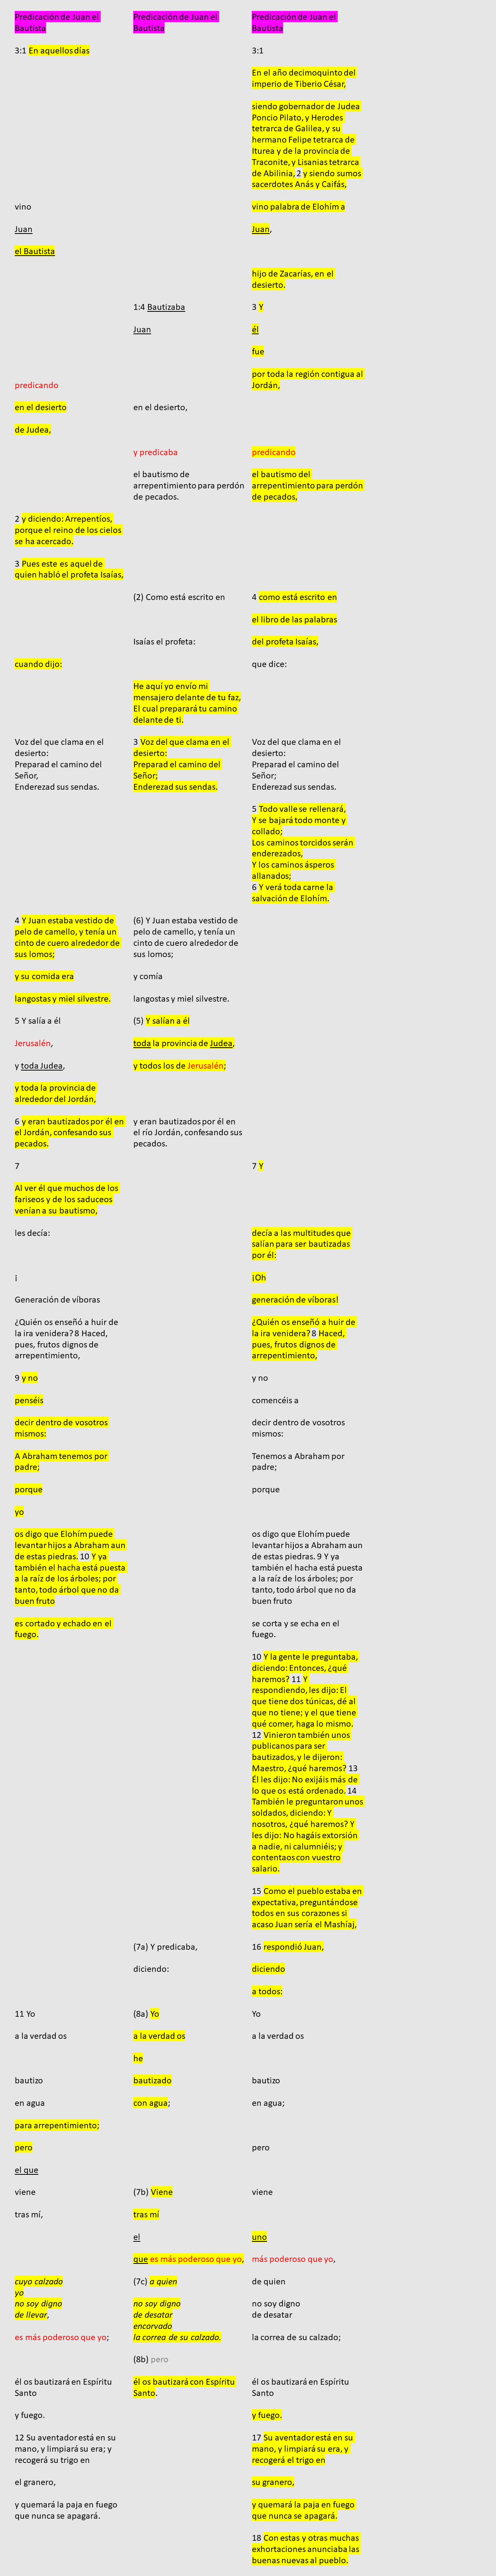 Predicación de Juan el
Bautista
3:1 En aquellos días
vino
Juan
el Bautista
predicando
en el desierto
de Judea,
2 y diciendo: Arrepentíos,
porque el reino de los cielos
se ha acercado.
3 Pues este es aquel de
quien habló el profeta Isaías,
cuando dijo:
Voz del que clama en el
desierto:
Preparad el camino del
Señor,
Enderezad sus sendas.
4 Y Juan estaba vestido de
pelo de camello, y tenía un
cinto de cuero alrededor de
sus lomos;
y su comida era
langostas y miel silvestre.
5 Y salía a él
Jerusalén,
y toda Judea,
y toda la provincia de
alrededor del Jordán,
6 y eran bautizados por él en
el Jordán, confesando sus
pecados.
7
Al ver él que muchos de los
fariseos y de los saduceos
venían a su bautismo,
les decía:
¡
Generación de víboras
¿Quién os enseñó a huir de
la ira venidera? 8 Haced,
pues, frutos dignos de
arrepentimiento,
9 y no
penséis
decir dentro de vosotros
mismos:
A Abraham tenemos por
padre;
porque
yo
os digo que Elohím puede
levantar hijos a Abraham aun
de estas piedras. 10 Y ya
también el hacha está puesta
a la raíz de los árboles; por
tanto, todo árbol que no da
buen fruto
es cortado y echado en el
fuego.
11 Yo
a la verdad os
bautizo
en agua
para arrepentimiento;
pero
el que
viene
tras mí,
cuyo calzado
yo
no soy digno
de llevar,
es más poderoso que yo;
él os bautizará en Espíritu
Santo
y fuego.
12 Su aventador está en su
mano, y limpiará su era; y
recogerá su trigo en
el granero,
y quemará la paja en fuego
que nunca se apagará.
Predicación de Juan el
Bautista
1:4 Bautizaba
Juan
en el desierto,
y predicaba
el bautismo de
arrepentimiento para perdón
de pecados.
(2) Como está escrito en
Isaías el profeta:
He aquí yo envío mi
mensajero delante de tu faz,
El cual preparará tu camino
delante de ti.
3 Voz del que clama en el
desierto:
Preparad el camino del
Señor;
Enderezad sus sendas.
(6) Y Juan estaba vestido de
pelo de camello, y tenía un
cinto de cuero alrededor de
sus lomos;
y comía
langostas y miel silvestre.
(5) Y salían a él
toda la provincia de Judea,
y todos los de Jerusalén;
y eran bautizados por él en
el río Jordán, confesando sus
pecados.
(7a) Y predicaba,
diciendo:
(8a) Yo
a la verdad os
he
bautizado
con agua;
(7b) Viene
tras mí
el
que es más poderoso que yo,
(7c) a quien
no soy digno
de desatar
encorvado
la correa de su calzado.
(8b) pero
él os bautizará con Espíritu
Santo.
Predicación de Juan el
Bautista
3:1
En el año decimoquinto del
imperio de Tiberio César,
siendo gobernador de Judea
Poncio Pilato, y Herodes
tetrarca de Galilea, y su
hermano Felipe tetrarca de
Iturea y de la provincia de
Traconite, y Lisanias tetrarca
de Abilinia, 2 y siendo sumos
sacerdotes Anás y Caifás,
vino palabra de Elohím a
Juan,
hijo de Zacarías, en el
desierto.
3 Y
él
fue
por toda la región contigua al
Jordán,
predicando
el bautismo del
arrepentimiento para perdón
de pecados,
4 como está escrito en
el libro de las palabras
del profeta Isaías,
que dice:
Voz del que clama en el
desierto:
Preparad el camino del
Señor;
Enderezad sus sendas.
5 Todo valle se rellenará,
Y se bajará todo monte y
collado;
Los caminos torcidos serán
enderezados,
Y los caminos ásperos
allanados;
6 Y verá toda carne la
salvación de Elohím.
7 Y
decía a las multitudes que
salían para ser bautizadas
por él:
¡Oh
generación de víboras!
¿Quién os enseñó a huir de
la ira venidera? 8 Haced,
pues, frutos dignos de
arrepentimiento,
y no
comencéis a
decir dentro de vosotros
mismos:
Tenemos a Abraham por
padre;
porque
os digo que Elohím puede
levantar hijos a Abraham aun
de estas piedras. 9 Y ya
también el hacha está puesta
a la raíz de los árboles; por
tanto, todo árbol que no da
buen fruto
se corta y se echa en el
fuego.
10 Y la gente le preguntaba,
diciendo: Entonces, ¿qué
haremos? 11 Y
respondiendo, les dijo: El
que tiene dos túnicas, dé al
que no tiene; y el que tiene
qué comer, haga lo mismo.
12 Vinieron también unos
publicanos para ser
bautizados, y le dijeron:
Maestro, ¿qué haremos? 13
Él les dijo: No exijáis más de
lo que os está ordenado. 14
También le preguntaron unos
soldados, diciendo: Y
nosotros, ¿qué haremos? Y
les dijo: No hagáis extorsión
a nadie, ni calumniéis; y
contentaos con vuestro
salario.
15 Como el pueblo estaba en
expectativa, preguntándose
todos en sus corazones si
acaso Juan sería el Mashíaj,
16 respondió Juan,
diciendo
a todos:
Yo
a la verdad os
bautizo
en agua;
pero
viene
uno
más poderoso que yo,
de quien
no soy digno
de desatar
la correa de su calzado;
él os bautizará en Espíritu
Santo
y fuego.
17 Su aventador está en su
mano, y limpiará su era, y
recogerá el trigo en
su granero,
y quemará la paja en fuego
que nunca se apagará.
18 Con estas y otras muchas
exhortaciones anunciaba las
buenas nuevas al pueblo.